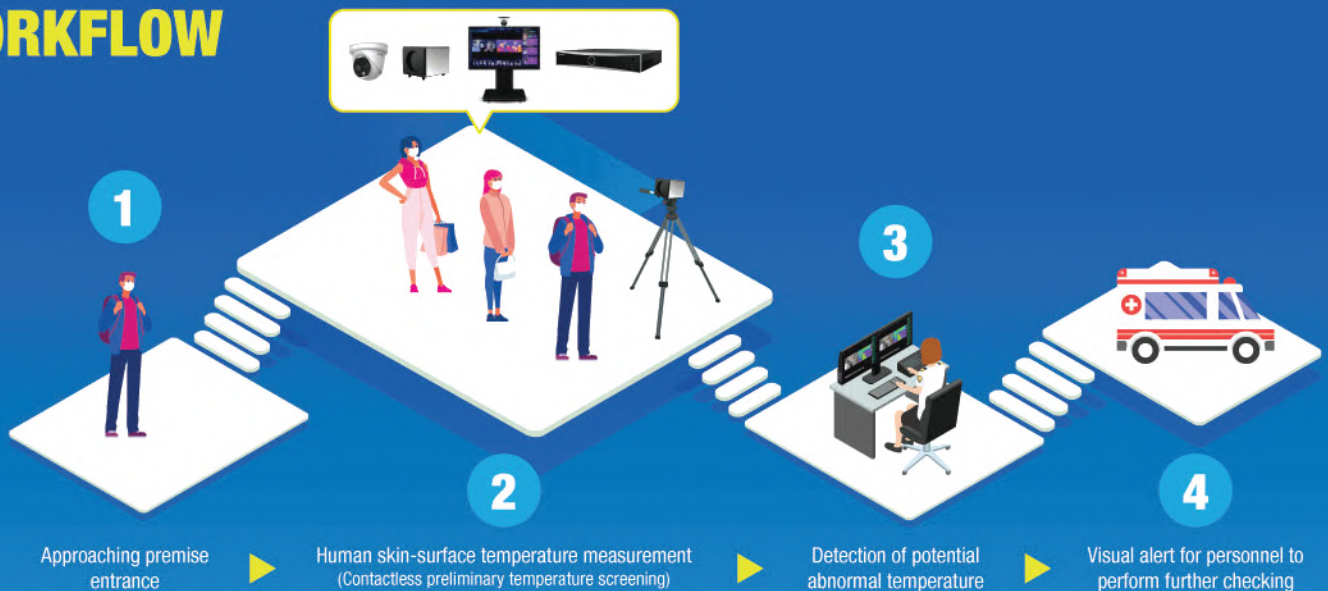 ORKFLOW
1
2
3
4
Approaching premise
entrance
Human skin-surface temperature measurement
(Contactless preliminary temperature screening)
Detection of potential
abnormal temperature
Visual alert for personnel to
perform further checking